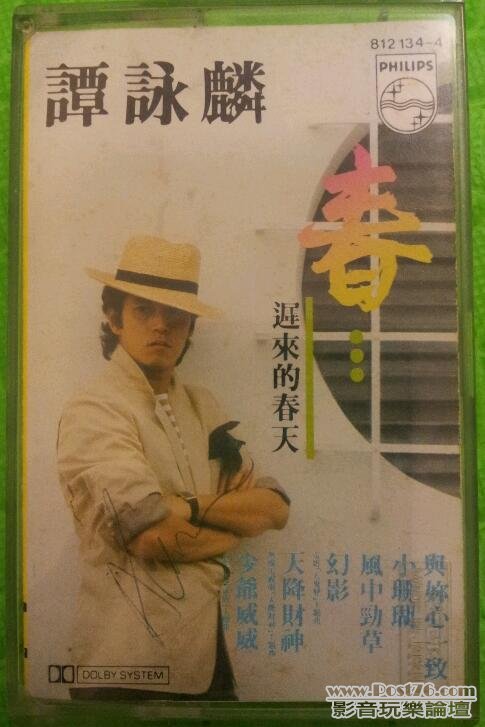 812 134-4
PHILIPS
譚詠麟
春...
遲來的春天
與妳心一致
小珊瑚
風中勁草
幻影
天降財神
少爺威威
DOLBY SYSTEM
www.Post76.com
影音玩樂論壇